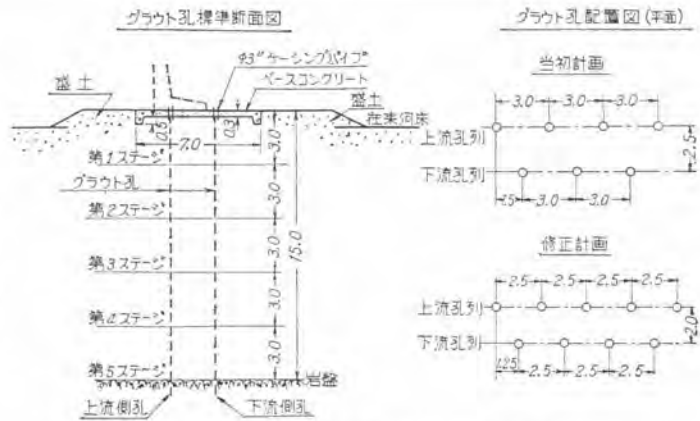 グラウト孔標準断面図
φ3"ケーシングパイプ
ベースコンクリート
盛土
盛土
在来河床
0.5
0.3
7.0
3.0
第1ステージ
グラウト孔
3.0
第2ステージ
3.0
15.0
第3ステージ
3.0
第4ステージ
3.0
第5ステージ
岩盤
上流側孔
下流側孔
グラウト孔配置図(平面)
当初計画
3.0 3.0 3.0
上流孔列
2.5
下流孔列
1.5 3.0 3.0
修正計画
2.5 2.5 2.5 2.5
上流孔列
2.0
下流孔列
1.25 2.5 2.5 2.5